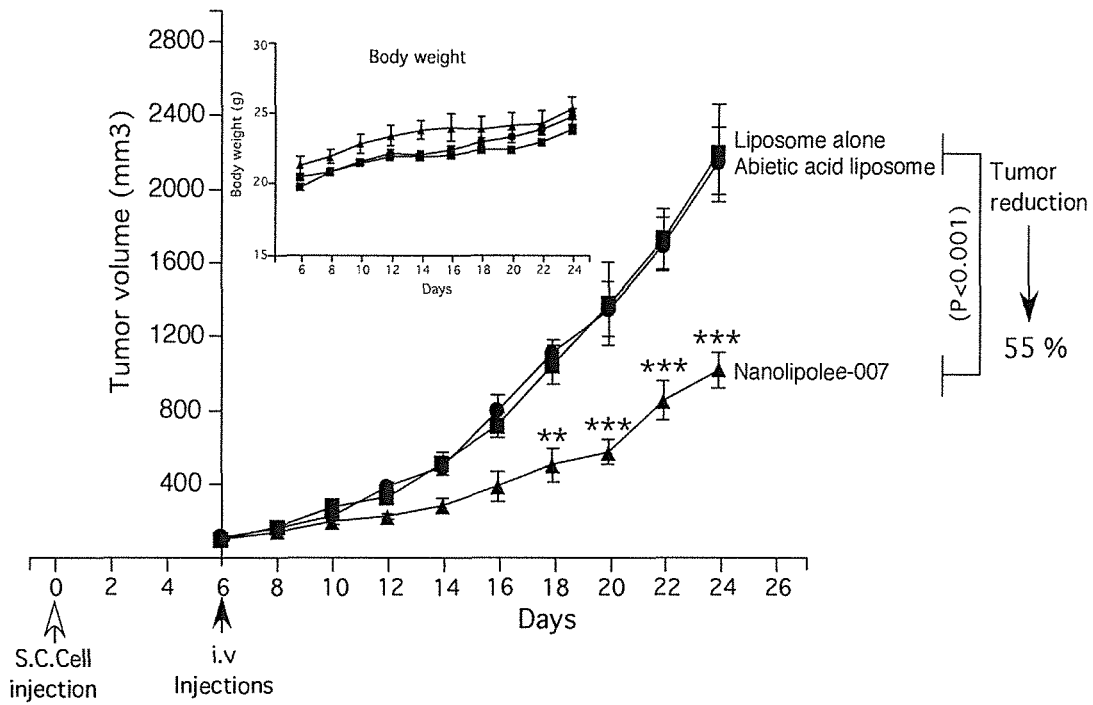 2800
2400
2000
1600
1200
800
400
Tumor volume (mm3)
30
25
20
15
Body weight (g)
Body weight
6 8 10 12 14 16 18 20 22 24
Days
Liposome alone
Abietic acid liposome
Nanolipolee-007
** *** *** ***
(P<0.001)
Tumor
reduction
55 %
0 2 4 6 8 10 12 14 16 18 20 22 24 26
Days
S.C.Cell
injection
i.v
Injections